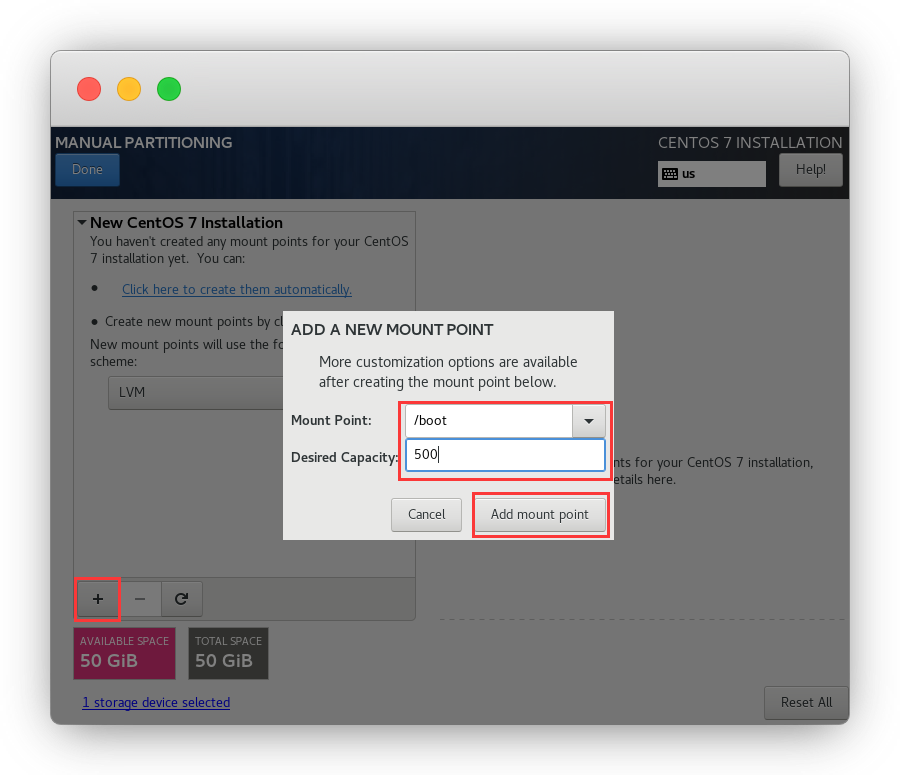 MANUAL PARTITIONING
CENTOS 7 INSTALLATION
Done
us
Help!
New CentOS 7 Installation
You haven't created any mount points for your CentOS
7 installation yet. You can:
• Click here to create them automatically.
• Create new mount points by cl
New mount points will use the fo
scheme:
LVM
ADD A NEW MOUNT POINT
More customization options are available
after creating the mount point below.
Mount Point:
/boot
Desired Capacity:
500
Cancel
Add mount point
nts for your CentOS 7 installation,
etails here.
+
−
AVAILABLE SPACE
50 GiB
TOTAL SPACE
50 GiB
1 storage device selected
Reset All